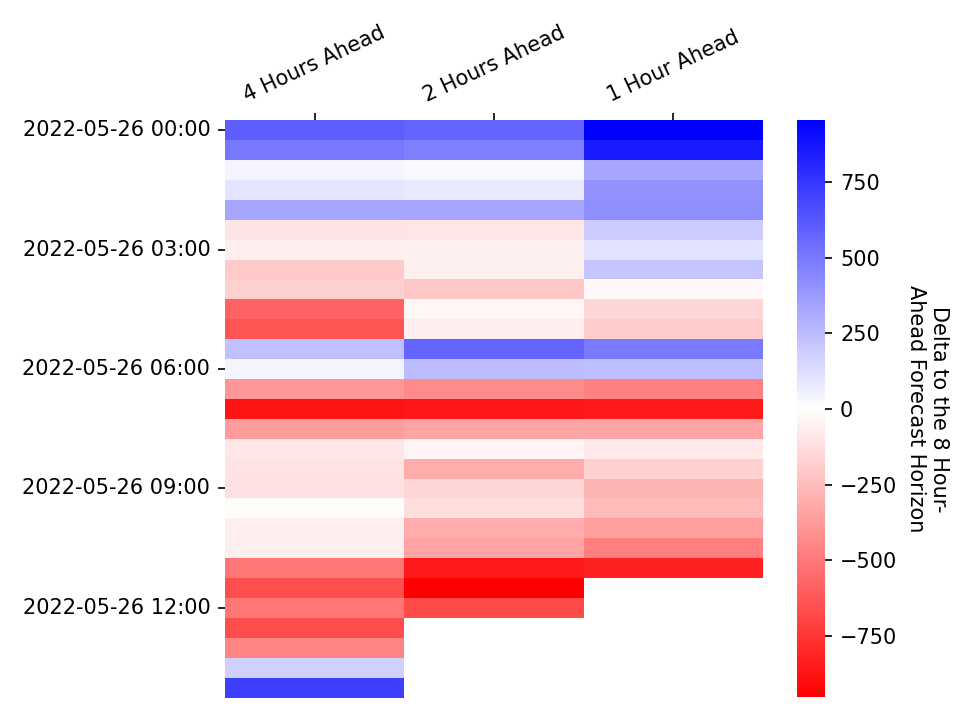 4 Hours Ahead
2 Hours Ahead
1 Hour Ahead
2022-05-26 00:00
2022-05-26 03:00
2022-05-26 06:00
2022-05-26 09:00
2022-05-26 12:00
750
500
250
0
−250
−500
−750
Delta to the 8 Hour-
Ahead Forecast Horizon